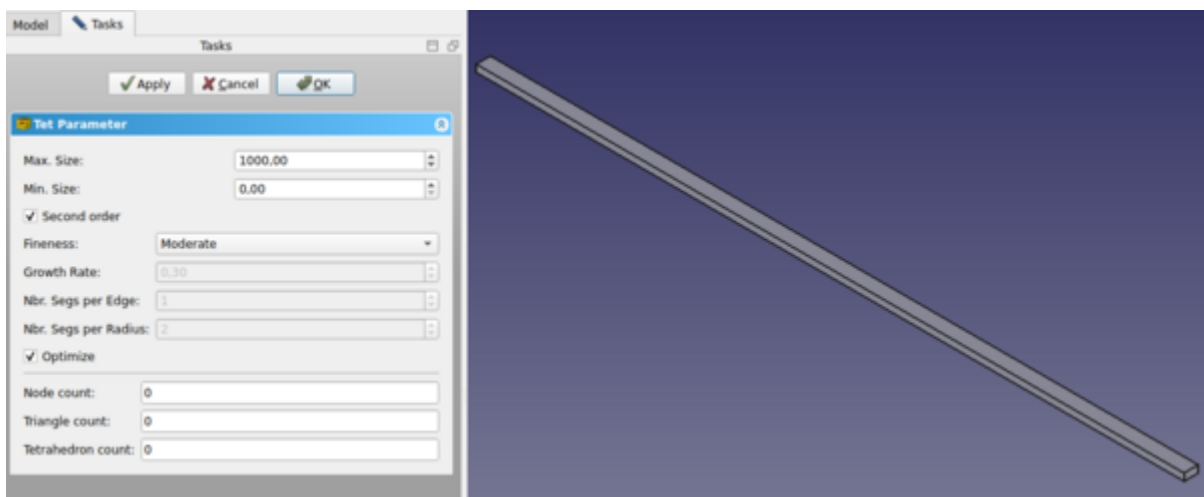 Model Tasks
Tasks
Apply Cancel OK
Tet Parameter
Max. Size: 1000,00
Min. Size: 0,00
Second order
Fineness: Moderate
Growth Rate: 0,30
Nbr. Segs per Edge: 1
Nbr. Segs per Radius: 2
Optimize
Node count: 0
Triangle count: 0
Tetrahedron count: 0